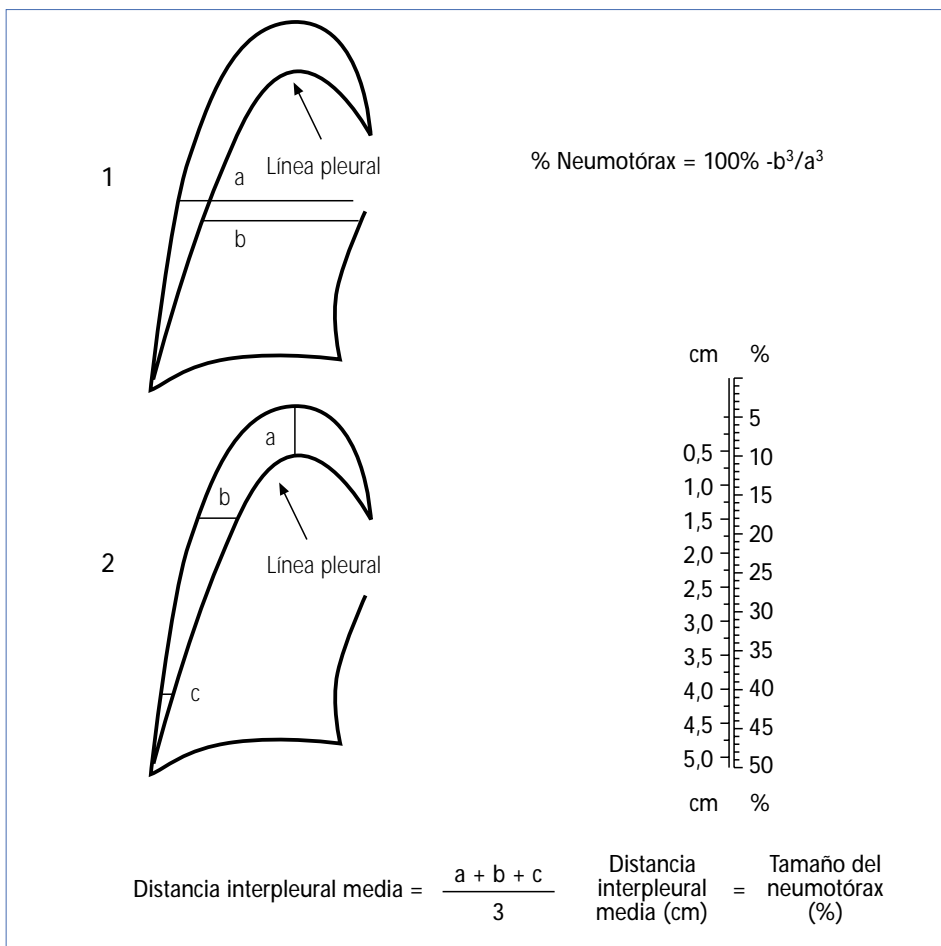 1
Línea pleural
a
b
% Neumotórax = 100% -b³/a³
2
a
b
Línea pleural
c
cm %
5
0,5 10
1,0 15
1,5 20
2,0 25
2,5 30
3,0 35
3,5 40
4,0 45
4,5 50
5,0
cm %
Distancia interpleural media = a + b + c
3
Distancia
interpleural
media (cm)
=
Tamaño del
neumotórax
(%)